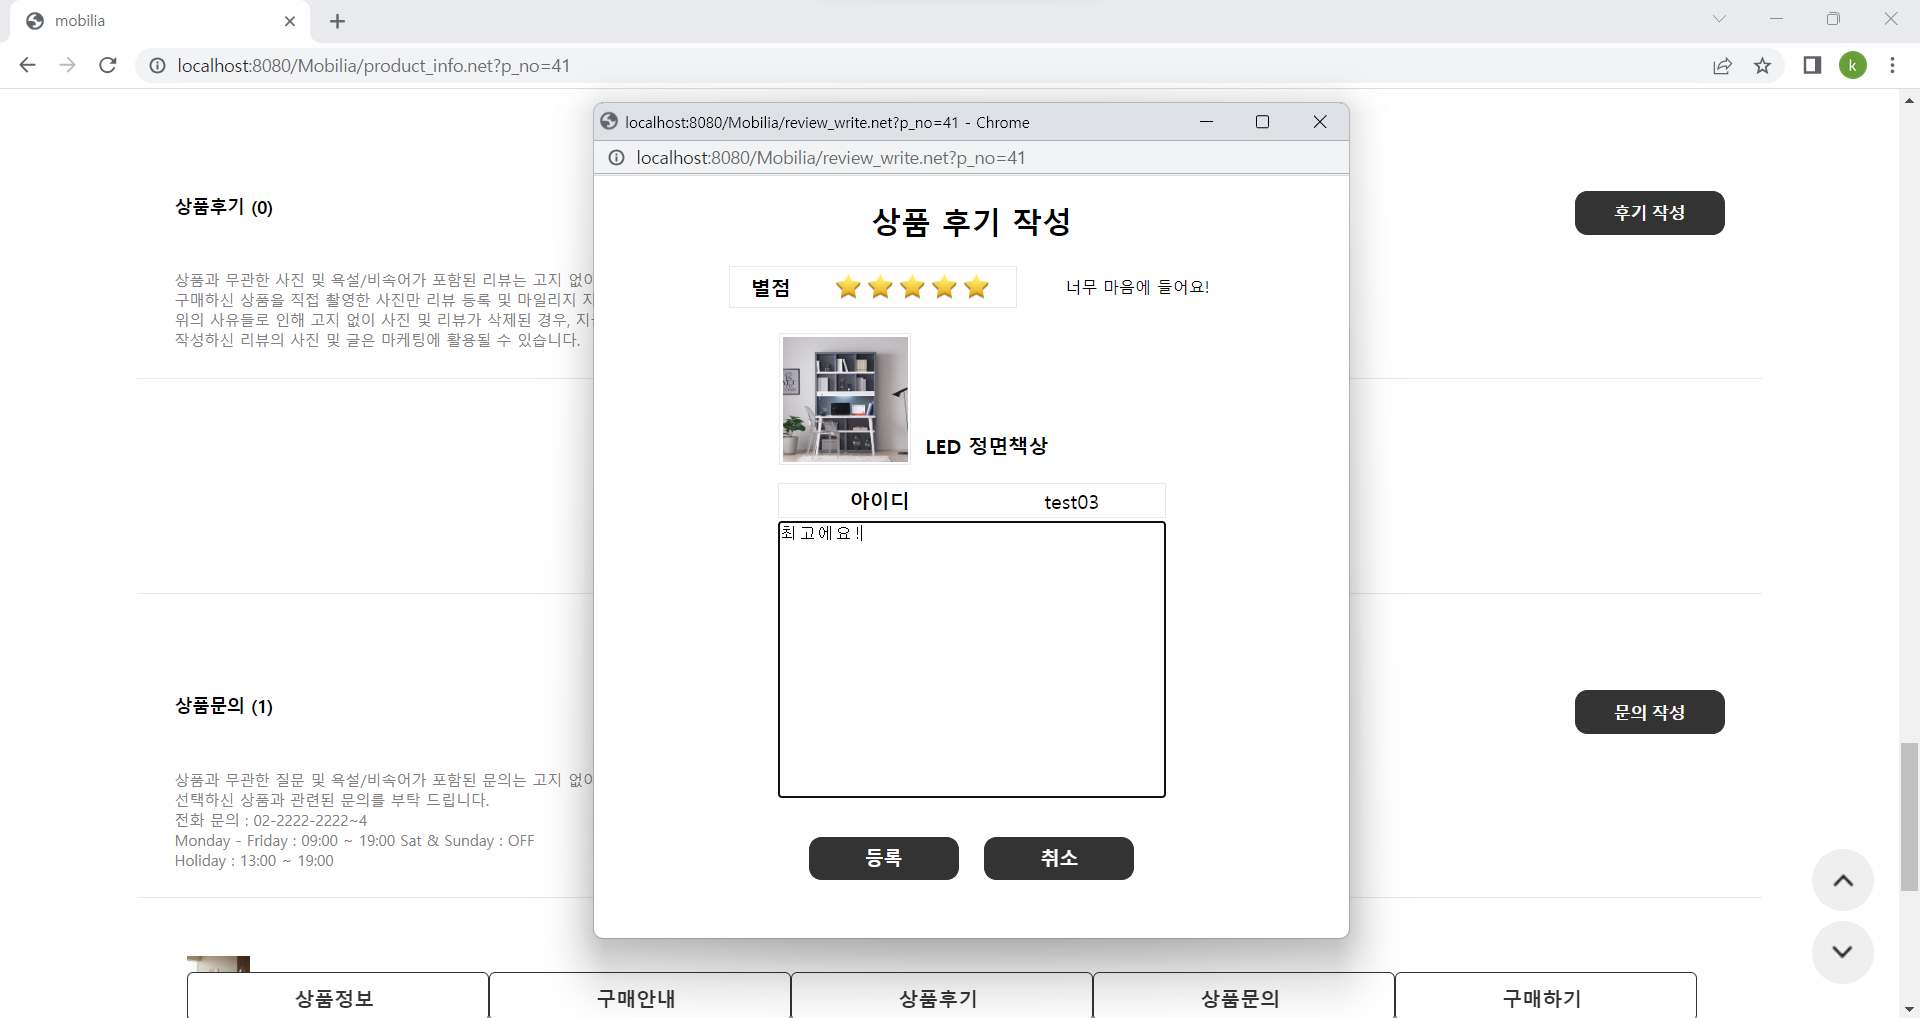 mobilia
localhost:8080/Mobilia/product_info.net?p_no=41
k
localhost:8080/Mobilia/review_write.net?p_no=41 - Chrome
localhost:8080/Mobilia/review_write.net?p_no=41
상품 후기 작성
별점
너무 마음에 들어요!
LED 정면책상
아이디
test03
최고에요!
등록
취소
상품후기 (0)
후기 작성
상품과 무관한 사진 및 욕설/비속어가 포함된 리뷰는 고지 없이
구매하신 상품을 직접 촬영한 사진만 리뷰 등록 및 마일리지
위의 사유들로 인해 고지 없이 사진 및 리뷰가 삭제된 경우,
작성하신 리뷰의 사진 및 글은 마케팅에 활용될 수 있습니다.
상품문의 (1)
문의 작성
상품과 무관한 질문 및 욕설/비속어가 포함된 문의는 고지 없이
선택하신 상품과 관련된 문의를 부탁 드립니다.
전화 문의 : 02-2222-2222~4
Monday - Friday : 09:00 ~ 19:00 Sat & Sunday : OFF
Holiday : 13:00 ~ 19:00
상품정보
구매안내
상품후기
상품문의
구매하기